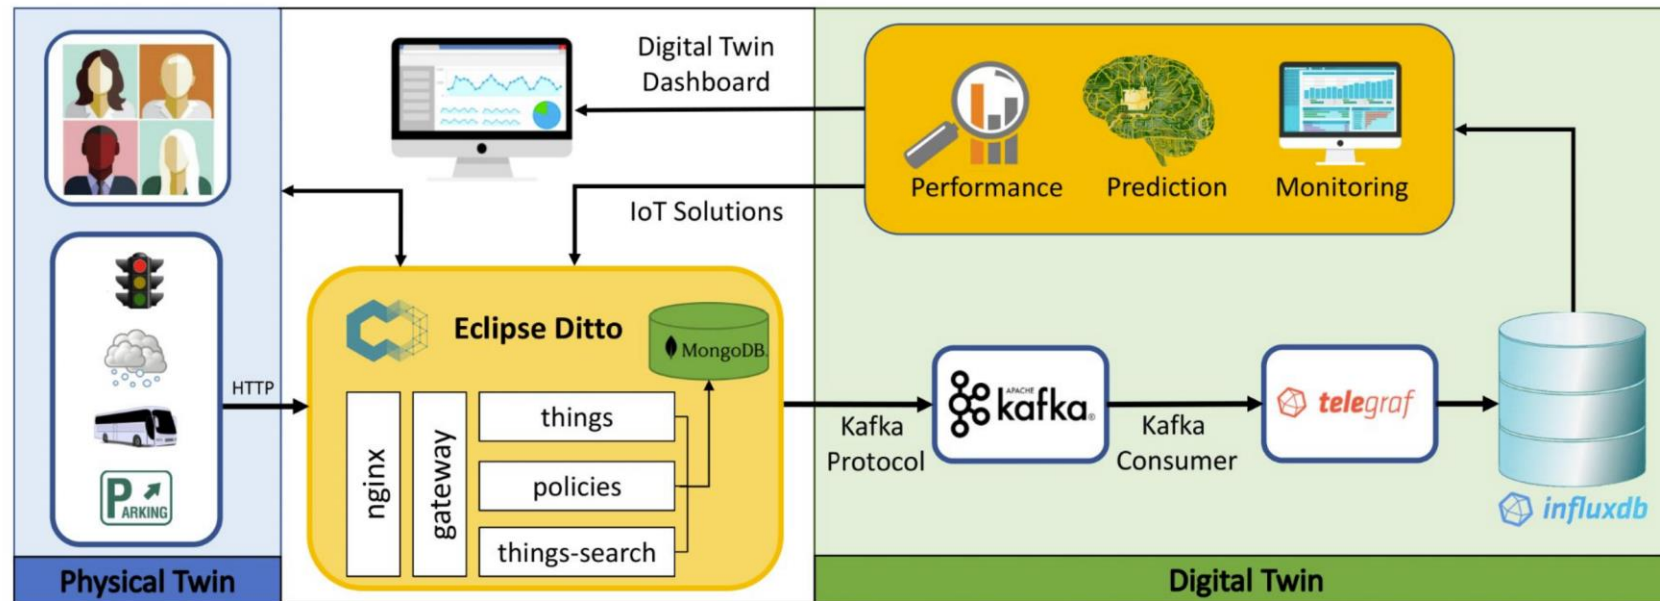 Digital Twin
Dashboard
Performance
Prediction
Monitoring
IoT Solutions
HTTP
Eclipse Ditto
MongoDB.
nginx
gateway
things
policies
things-search
Kafka
Protocol
APACHE
kafka®
Kafka
Consumer
telegraf
influxdb
P
ARKING
Physical Twin
Digital Twin